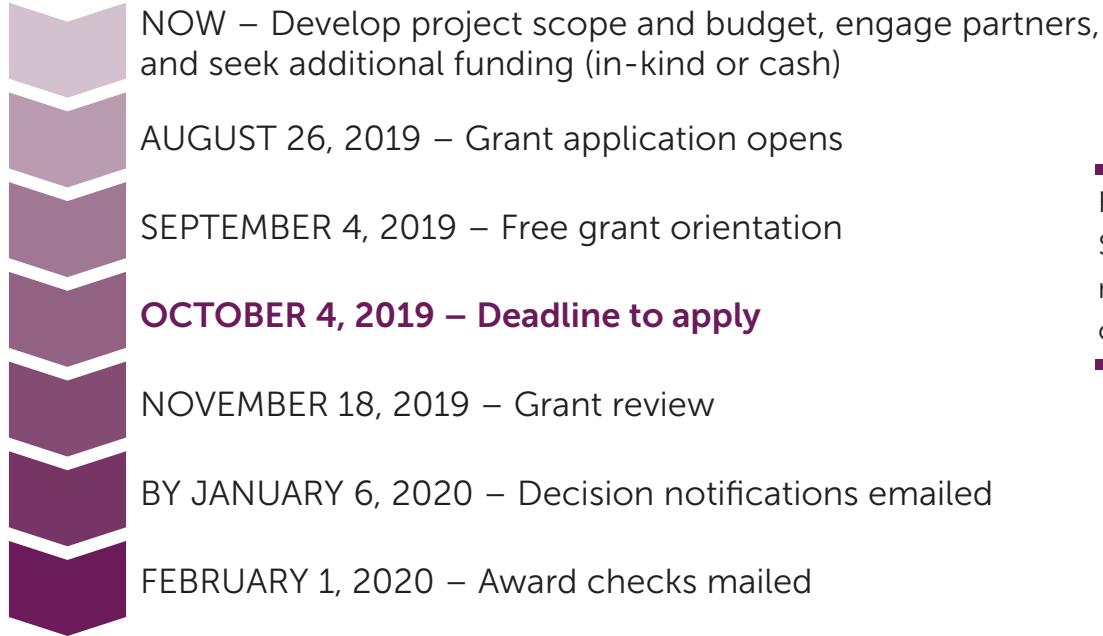 NOW – Develop project scope and budget, engage partners,
and seek additional funding (in-kind or cash)
AUGUST 26, 2019 – Grant application opens
SEPTEMBER 4, 2019 – Free grant orientation
OCTOBER 4, 2019 – Deadline to apply
NOVEMBER 18, 2019 – Grant review
BY JANUARY 6, 2020 – Decision notifications emailed
FEBRUARY 1, 2020 – Award checks mailed